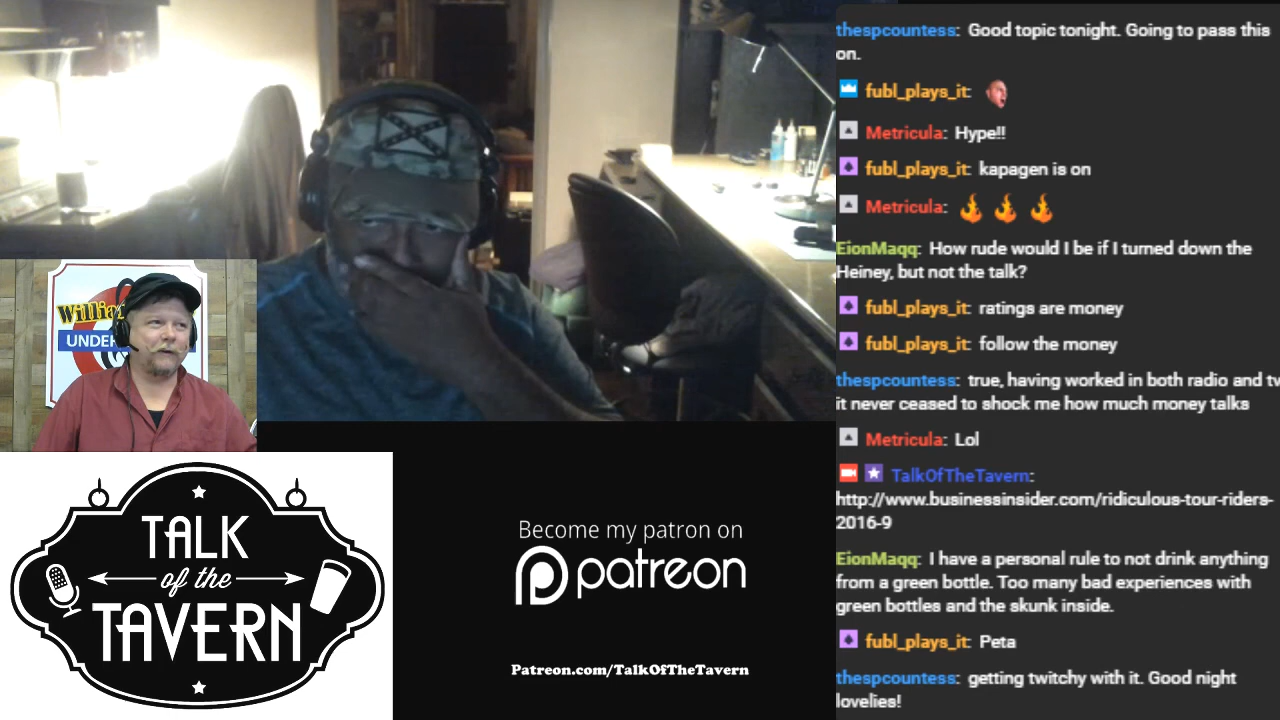 William
UNDER
TALK
of the
TAVERN
Become my patron on
patreon
Patreon.com/TalkOfTheTavern
thespcountess: Good topic tonight. Going to pass this
on.
fubl_plays_it:
Metricula: Hype!!
fubl_plays_it: kapagen is on
Metricula:
EionMaqq: How rude would I be if I turned down the
Heiney, but not the talk?
fubl_plays_it: ratings are money
fubl_plays_it: follow the money
thespcountess: true, having worked in both radio and tv
it never ceased to shock me how much money talks
Metricula: Lol
TalkOfTheTavern:
http://www.businessinsider.com/ridiculous-tour-riders-
2016-9
EionMaqq: I have a personal rule to not drink anything
from a green bottle. Too many bad experiences with
green bottles and the skunk inside.
fubl_plays_it: Peta
thespcountess: getting twitchy with it. Good night
lovelies!